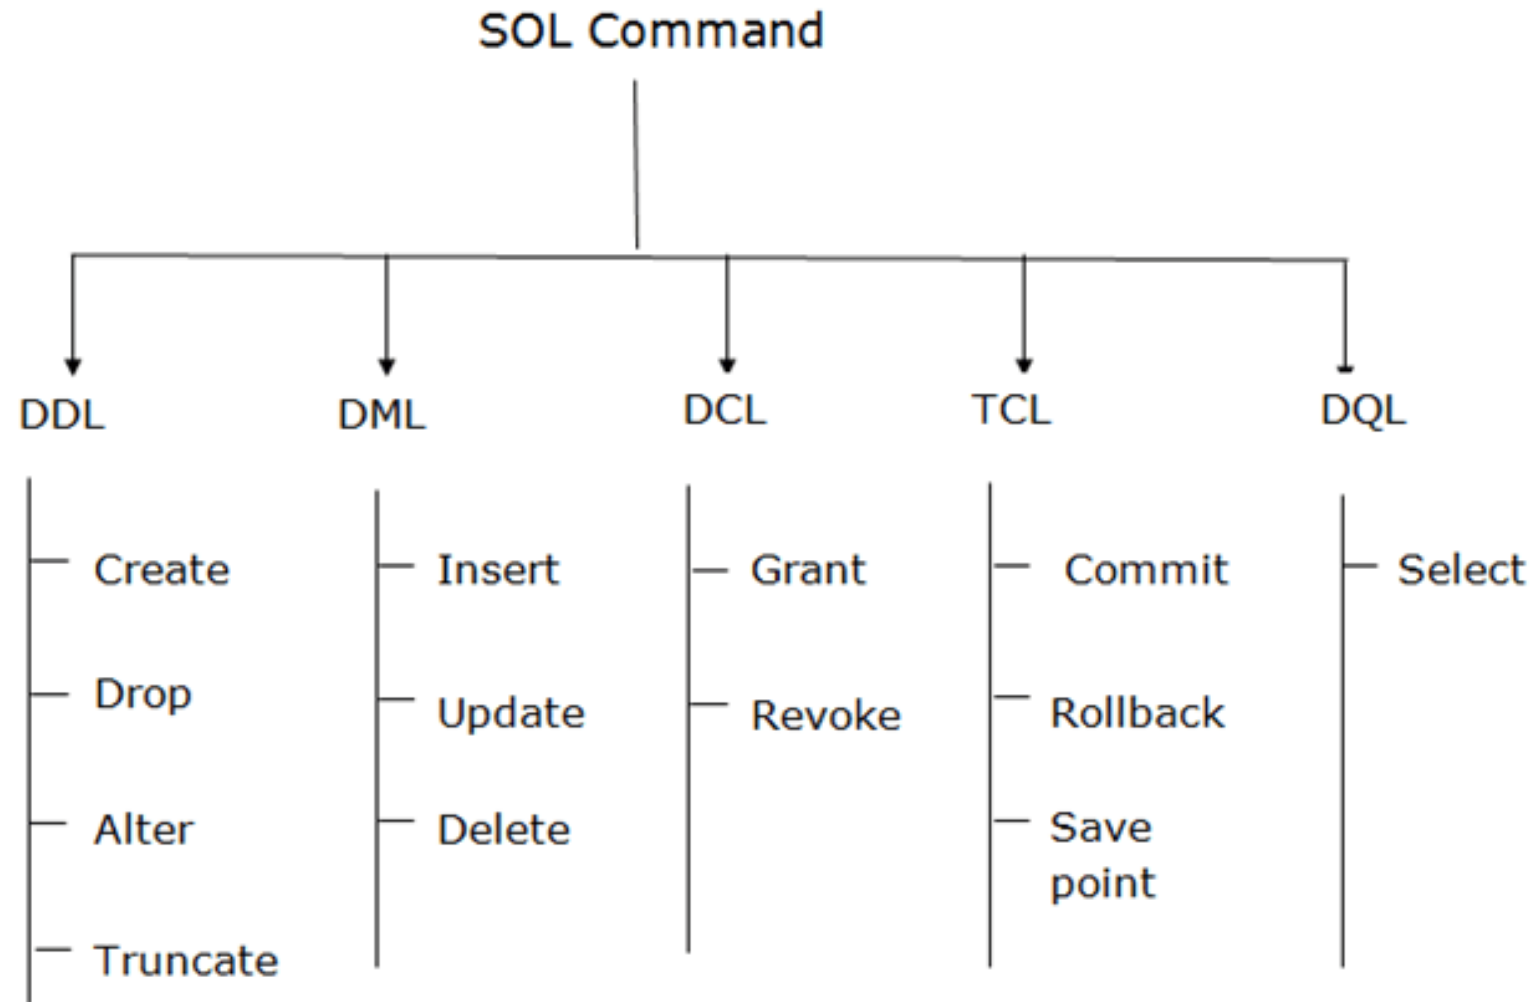 SOL Command
DDL
DML
DCL
TCL
DQL
Create
Drop
Alter
Truncate
Insert
Update
Delete
Grant
Revoke
Commit
Rollback
Save
point
Select